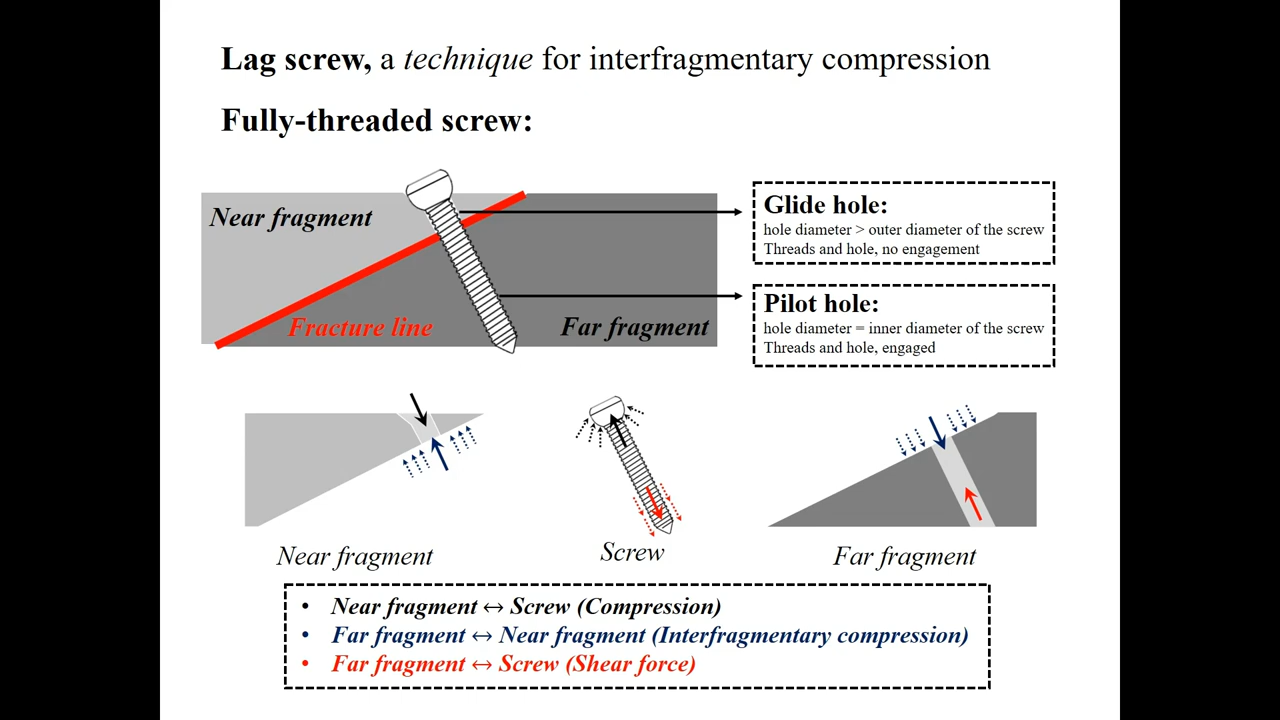 Lag screw, a technique for interfragmentary compression
Fully-threaded screw:
Near fragment
Fracture line
Far fragment
Glide hole:
hole diameter > outer diameter of the screw
Threads and hole, no engagement
Pilot hole:
hole diameter = inner diameter of the screw
Threads and hole, engaged
Near fragment
Screw
Far fragment
• Near fragment ↔ Screw (Compression)
• Far fragment ↔ Near fragment (Interfragmentary compression)
• Far fragment ↔ Screw (Shear force)